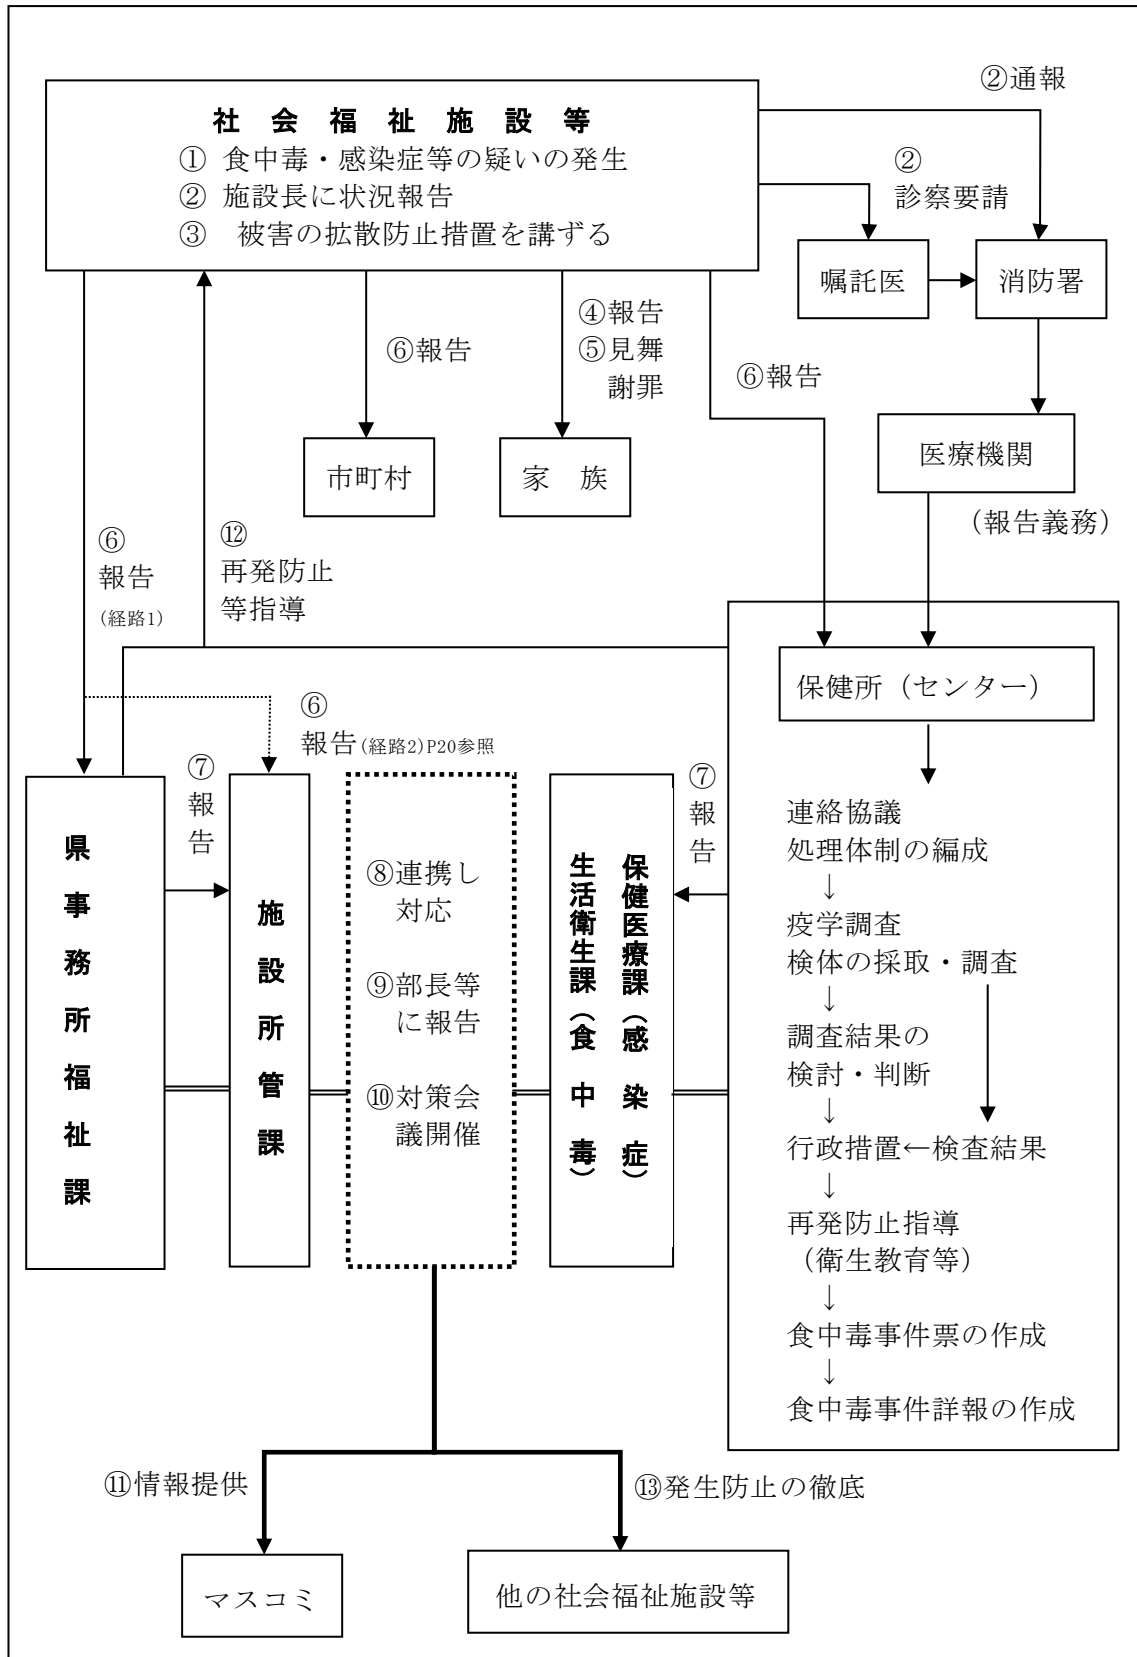 ②通報
社会福祉施設等
① 食中毒・感染症等の疑いの発生
② 施設長に状況報告
③　被害の拡散防止措置を講ずる
②
診察要請
嘱託医
消防署
④報告
⑤見舞
謝罪
⑥報告
⑥報告
市町村
家　族
医療機関
（報告義務）
⑥
報告
(経路1)
⑫
再発防止
等指導
保健所（センター）
⑥
報告(経路2)P20参照
⑦
報
告
⑦
報
告
県事務所福祉課
施設所管課
⑧連携し
対応
⑨部長等
に報告
⑩対策会
議開催
保健医療課（感染症）
生活衛生課（食中毒）
連絡協議
処理体制の編成
↓
疫学調査
検体の採取・調査
↓
調査結果の
検討・判断
↓
行政措置←検査結果
↓
再発防止指導
（衛生教育等）
↓
食中毒事件票の作成
↓
食中毒事件詳報の作成
⑪情報提供
⑬発生防止の徹底
マスコミ
他の社会福祉施設等